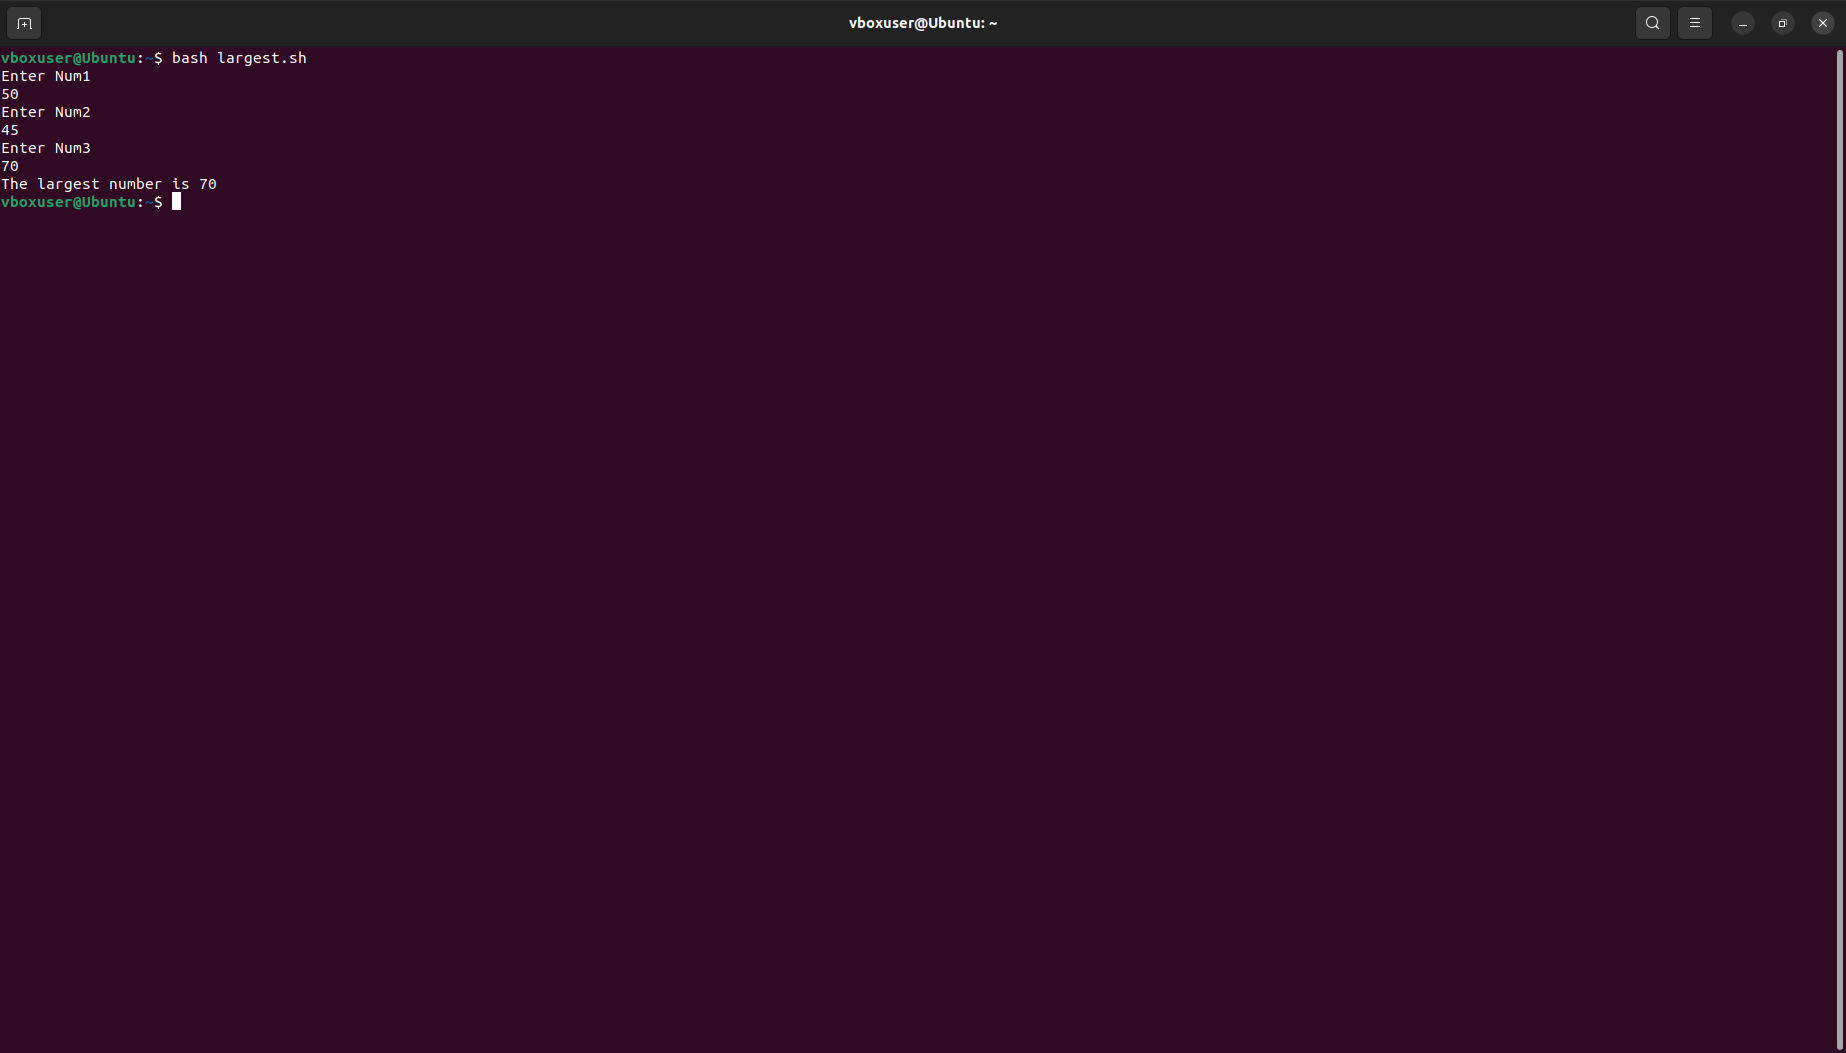 vboxuser@Ubuntu: ~
vboxuser@Ubuntu:~$ bash largest.sh
Enter Num1
50
Enter Num2
45
Enter Num3
70
The largest number is 70
vboxuser@Ubuntu:~$